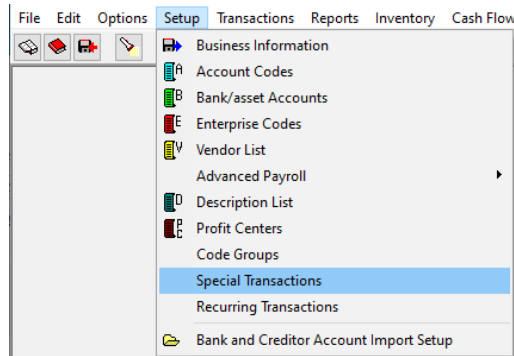 File Edit Options Setup Transactions Reports Inventory Cash Flow
Business Information
A Account Codes
B Bank/asset Accounts
E Enterprise Codes
V Vendor List
Advanced Payroll
D Description List
P C Profit Centers
Code Groups
Special Transactions
Recurring Transactions
Bank and Creditor Account Import Setup